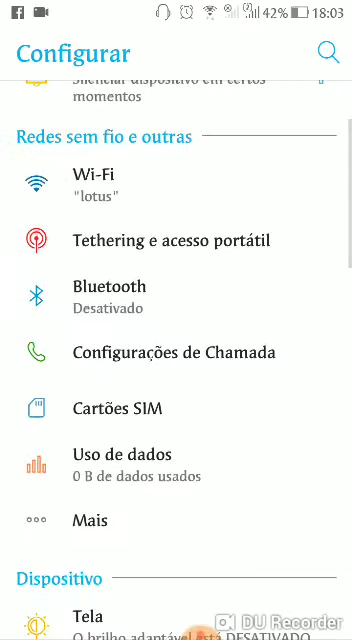 42% 18:03
Configurar
Silenciar dispositivo em certos
momentos
Redes sem fio e outras
Wi-Fi
"lotus"
Tethering e acesso portátil
Bluetooth
Desativado
Configurações de Chamada
Cartões SIM
Uso de dados
0 B de dados usados
Mais
Dispositivo
Tela
O brilho adaptável está DESATIVADO
DU Recorder